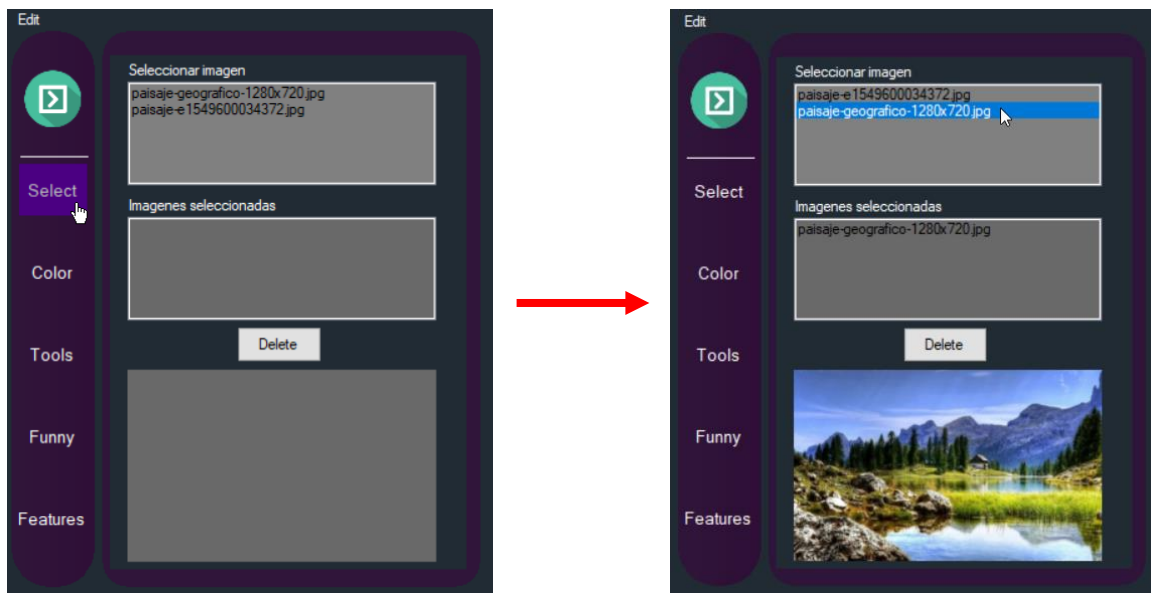 Edit
Seleccionar imagen
paisaje-geografico-1280x720.jpg
paisaje-e1549600034372.jpg
Select
Imagenes seleccionadas
Color
Delete
Tools
Funny
Features
Edit
Seleccionar imagen
paisaje-e1549600034372.jpg
paisaje-geografico-1280x720.jpg
Select
Imagenes seleccionadas
paisaje-geografico-1280x720.jpg
Color
Delete
Tools
Funny
Features